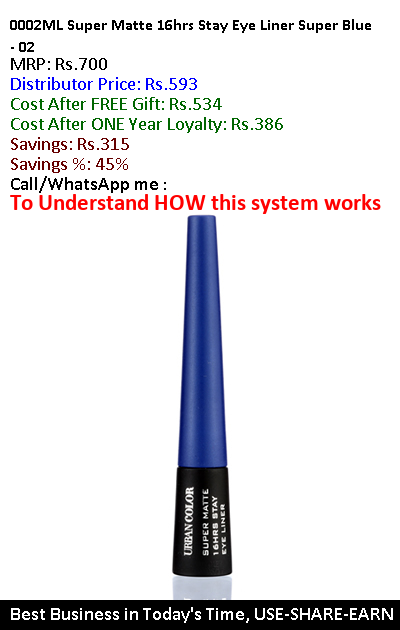 0002ML Super Matte 16hrs Stay Eye Liner Super Blue
- 02
MRP: Rs.700
Distributor Price: Rs.593
Cost After FREE Gift: Rs.534
Cost After ONE Year Loyalty: Rs.386
Savings: Rs.315
Savings %: 45%
Call/WhatsApp me :
To Understand HOW this system works
URBAN COLOR
SUPER MATTE
16HRS STAY
EYE LINER
Best Business in Today's Time, USE-SHARE-EARN